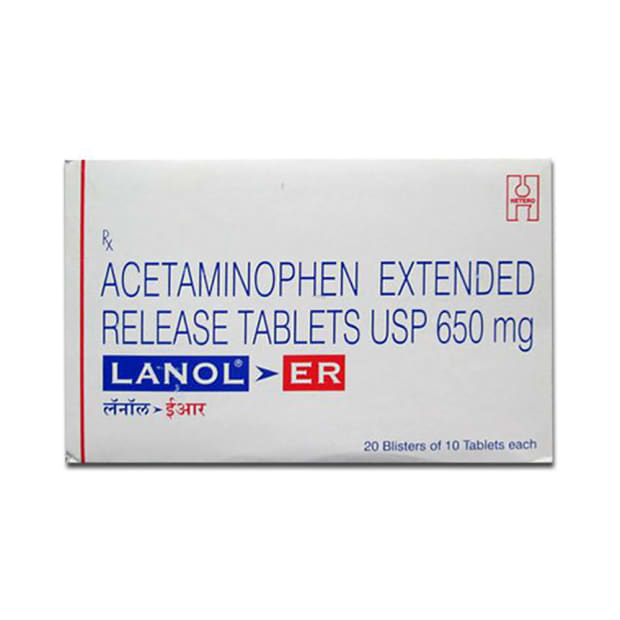 HETERO
Rx
ACETAMINOPHEN EXTENDED
RELEASE TABLETS USP 650 mg
LANOL® ➤ ER
लॅनॉल ➤ ईआर
20 Blisters of 10 Tablets each